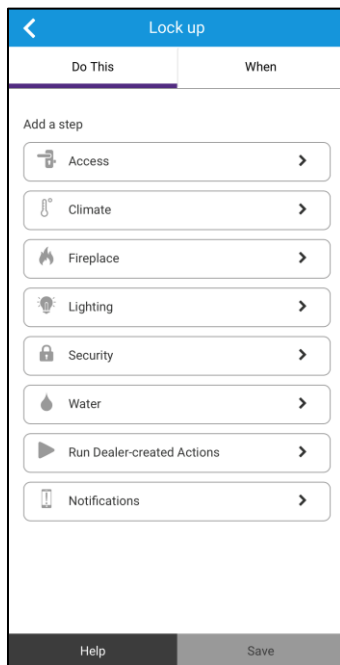 Lock up
Do This
When
Add a step
Access
Climate
Fireplace
Lighting
Security
Water
Run Dealer-created Actions
Notifications
Help
Save